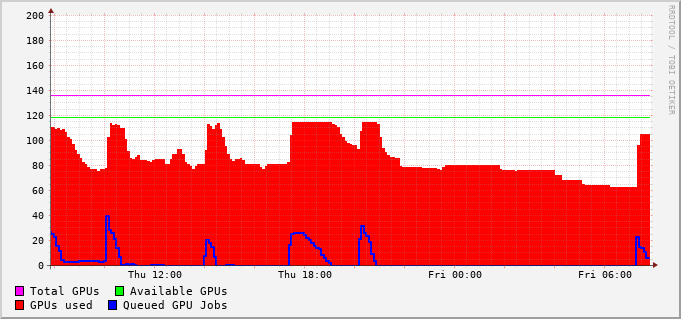 200
180
160
140
120
100
80
60
40
20
0
Thu 12:00 Thu 18:00 Fri 00:00 Fri 06:00
Total GPUs Available GPUs
GPUs used Queued GPU Jobs
RRDTOOL / TOBI OETIKER